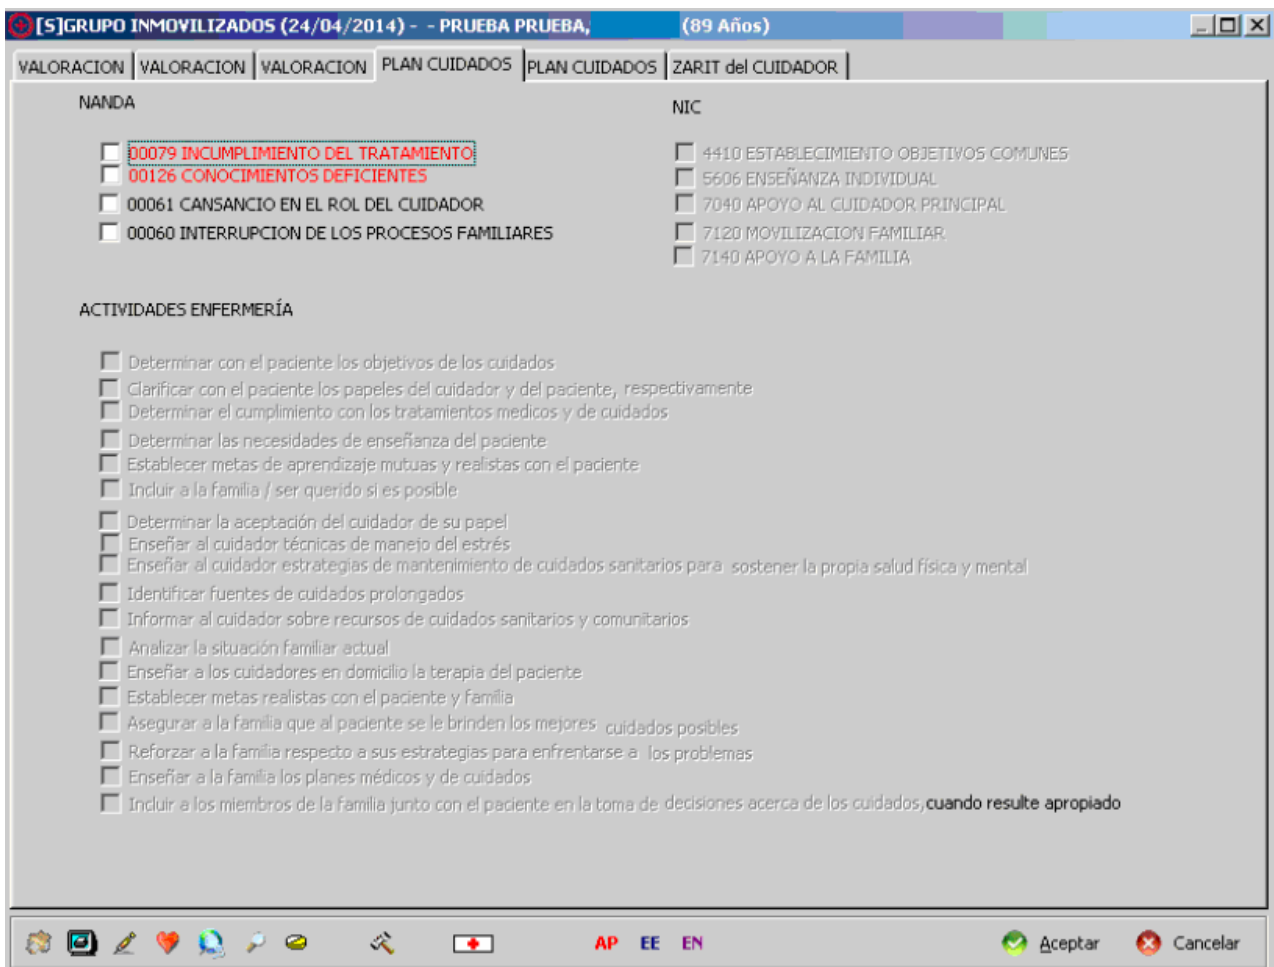 [S]GRUPO INMOVILIZADOS (24/04/2014) - - PRUEBA PRUEBA, (89 Años)
VALORACION VALORACION VALORACION PLAN CUIDADOS PLAN CUIDADOS ZARIT del CUIDADOR
NANDA
00079 INCUMPLIMIENTO DEL TRATAMIENTO
00126 CONOCIMIENTOS DEFICIENTES
00061 CANSANCIO EN EL ROL DEL CUIDADOR
00060 INTERRUPCION DE LOS PROCESOS FAMILIARES
NIC
4410 ESTABLECIMIENTO OBJETIVOS COMUNES
5606 ENSEÑANZA INDIVIDUAL
7040 APOYO AL CUIDADOR PRINCIPAL
7120 MOVILIZACION FAMILIAR
7140 APOYO A LA FAMILIA
ACTIVIDADES ENFERMERÍA
Determinar con el paciente los objetivos de los cuidados
Clarificar con el paciente los papeles del cuidador y del paciente, respectivamente
Determinar el cumplimiento con los tratamientos medicos y de cuidados
Determinar las necesidades de enseñanza del paciente
Establecer metas de aprendizaje mutuas y realistas con el paciente
Incluir a la familia / ser querido si es posible
Determinar la aceptación del cuidador de su papel
Enseñar al cuidador técnicas de manejo del estrés
Enseñar al cuidador estrategias de mantenimiento de cuidados sanitarios para sostener la propia salud física y mental
Identificar fuentes de cuidados prolongados
Informar al cuidador sobre recursos de cuidados sanitarios y comunitarios
Analizar la situación familiar actual
Enseñar a los cuidadores en domicilio la terapia del paciente
Establecer metas realistas con el paciente y família
Asegurar a la familia que al paciente se le brinden los mejores cuidados posibles
Reforzar a la familia respecto a sus estrategias para enfrentarse a los problemas
Enseñar a la familia los planes médicos y de cuidados
Incluir a los miembros de la familia junto con el paciente en la toma de decisiones acerca de los cuidados, cuando resulte apropiado
AP EE EN Aceptar Cancelar